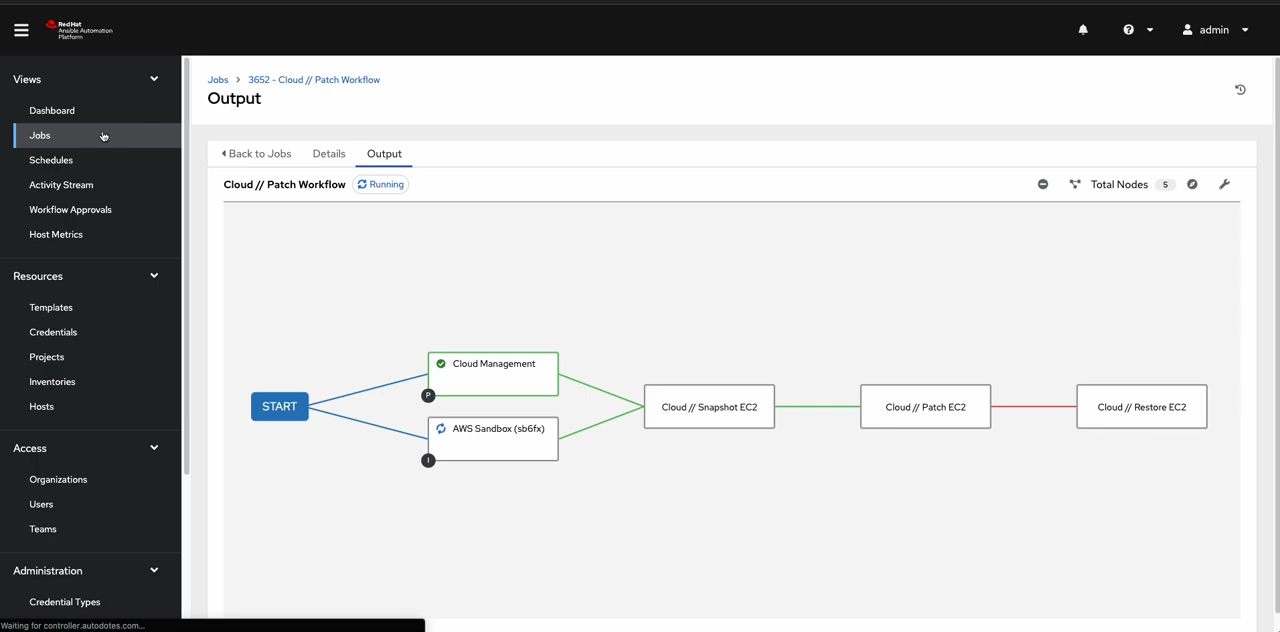 Red Hat
Ansible Automation
Platform
admin
Views
Dashboard
Jobs
Schedules
Activity Stream
Workflow Approvals
Host Metrics
Resources
Templates
Credentials
Projects
Inventories
Hosts
Access
Organizations
Users
Teams
Administration
Credential Types
Jobs
3652 - Cloud // Patch Workflow
Output
Back to Jobs
Details
Output
Cloud // Patch Workflow
Running
Total Nodes
5
START
Cloud Management
P
AWS Sandbox (sb6fx)
I
Cloud // Snapshot EC2
Cloud // Patch EC2
Cloud // Restore EC2
Waiting for controller.autodotes.com...